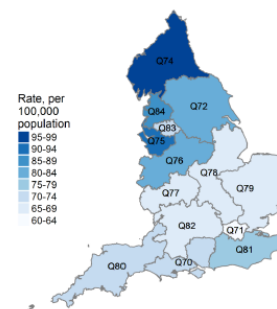 Q74
Rate, per
100,000
population
95-99
90-94
85-89
80-84
75-79
70-74
65-69
60-64
Q84
Q72
Q83
Q75
Q76
Q78
Q77
Q79
Q82
Q71
Q80
Q70
Q81